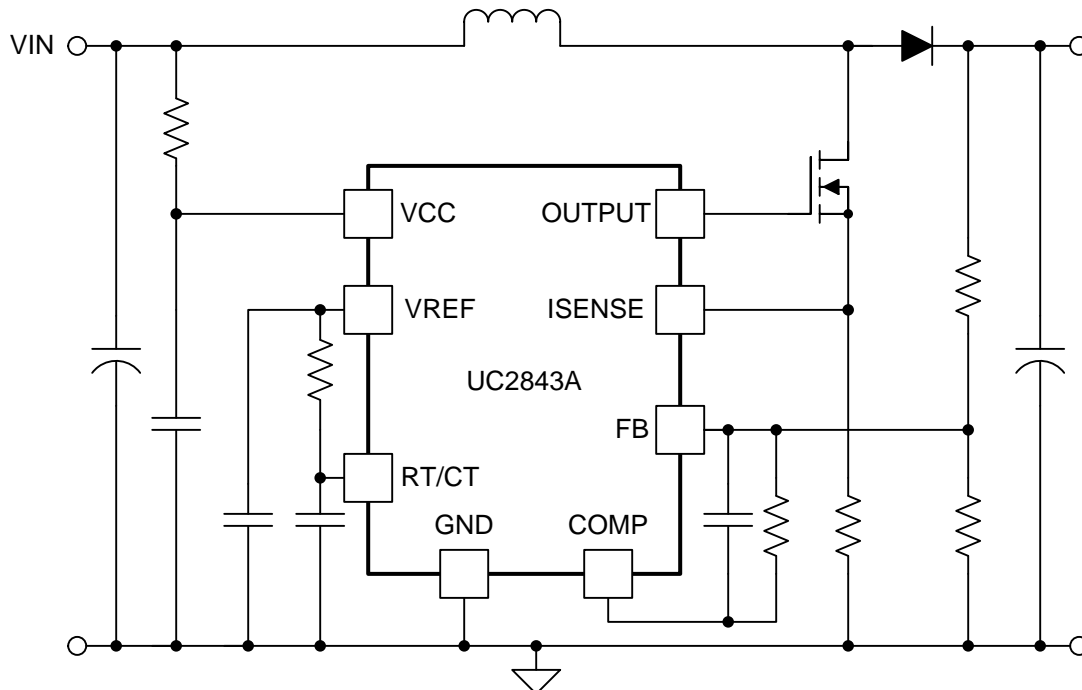 VIN
VCC
OUTPUT
VREF
ISENSE
UC2843A
FB
RT/CT
GND
COMP